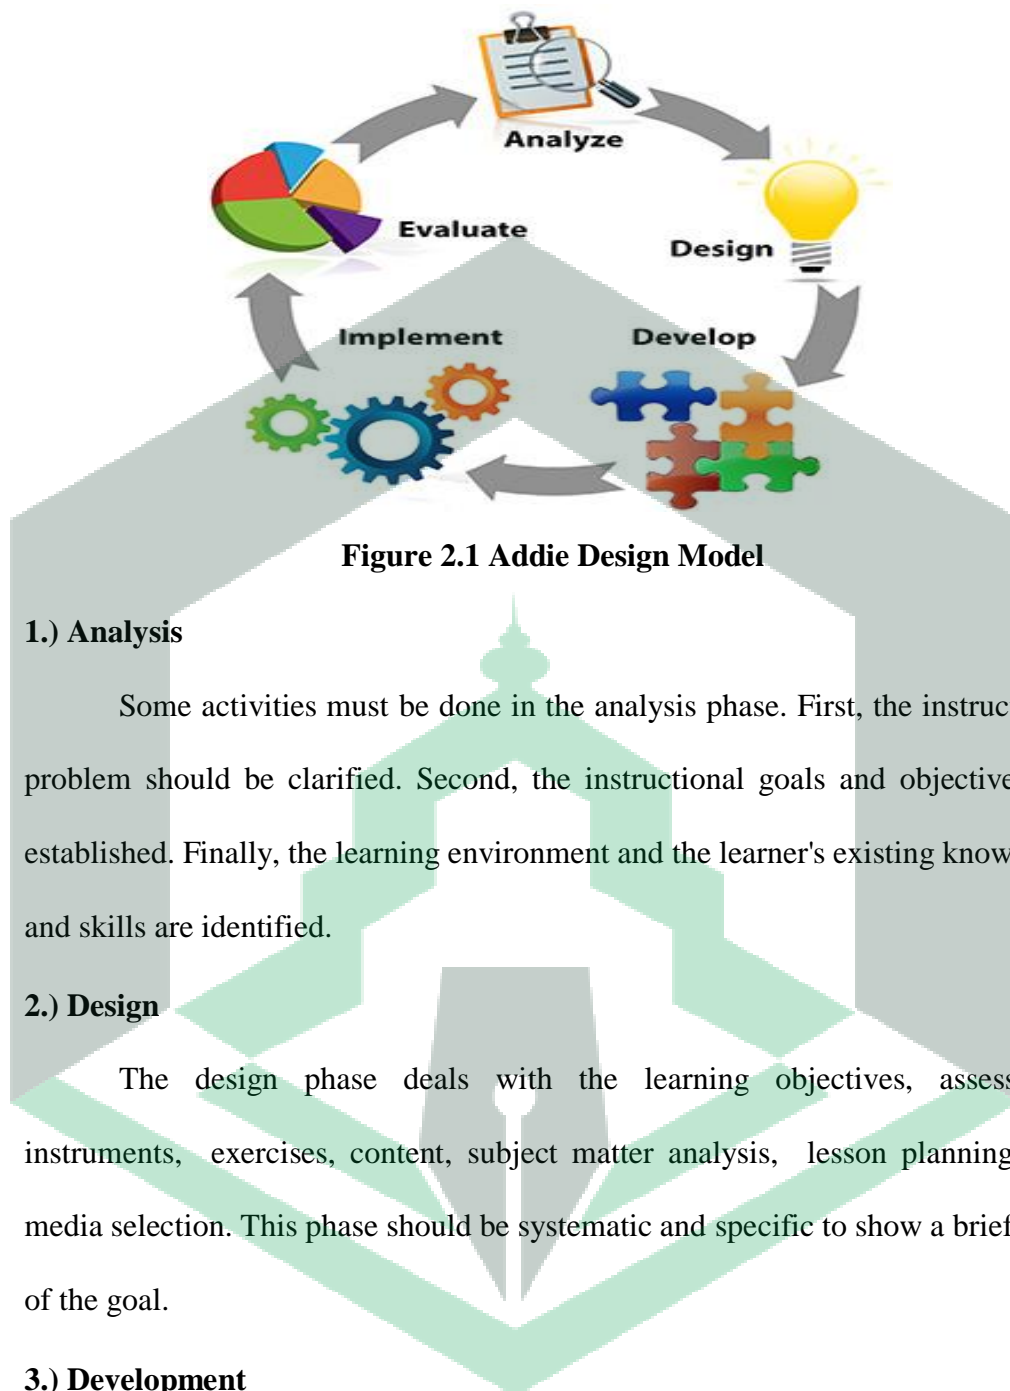 Analyze
Evaluate
Design
Implement
Develop
Figure 2.1 Addie Design Model
1.) Analysis
Some activities must be done in the analysis phase. First, the instruc
problem should be clarified. Second, the instructional goals and objective
established. Finally, the learning environment and the learner's existing know
and skills are identified.
2.) Design
The design phase deals with the learning objectives, assess
instruments, exercises, content, subject matter analysis, lesson planning
media selection. This phase should be systematic and specific to show a brief
of the goal.
3.) Development